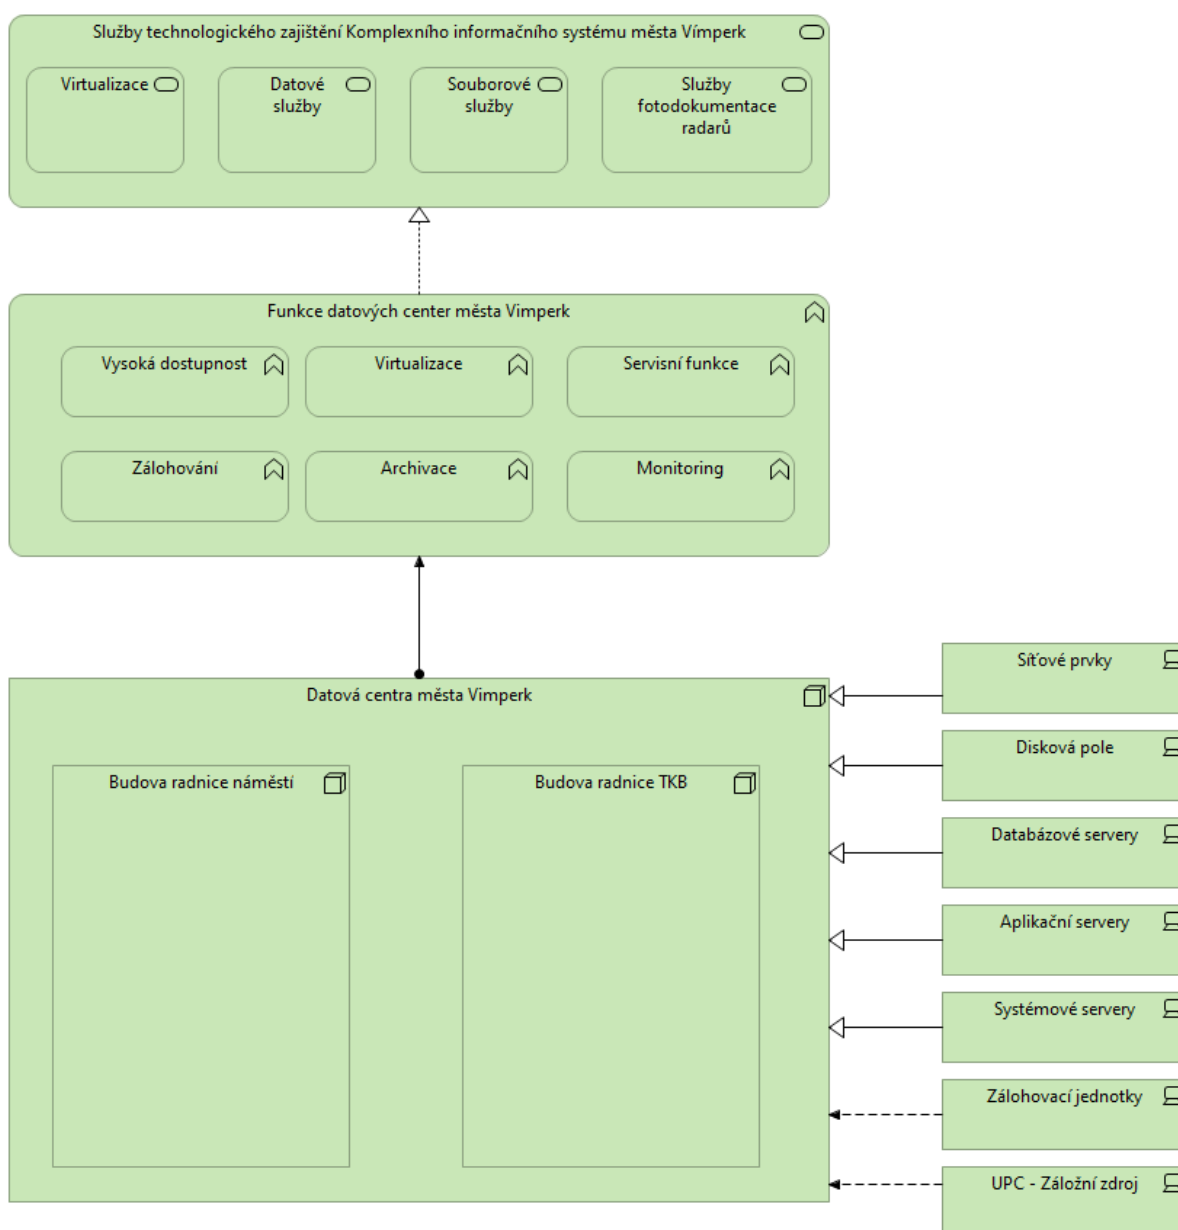 Služby technologického zajištění Komplexního informačního systému města Vímperk
Virtualizace
Datové
služby
Souborové
služby
Služby
fotodokumentace
radarů
Funkce datových center města Vimperk
Vysoká dostupnost
Virtualizace
Servisní funkce
Zálohování
Archivace
Monitoring
Datová centra města Vimperk
Budova radnice náměstí
Budova radnice TKB
Síťové prvky
Disková pole
Databázové servery
Aplikační servery
Systémové servery
Zálohovací jednotky
UPC - Záložní zdroj